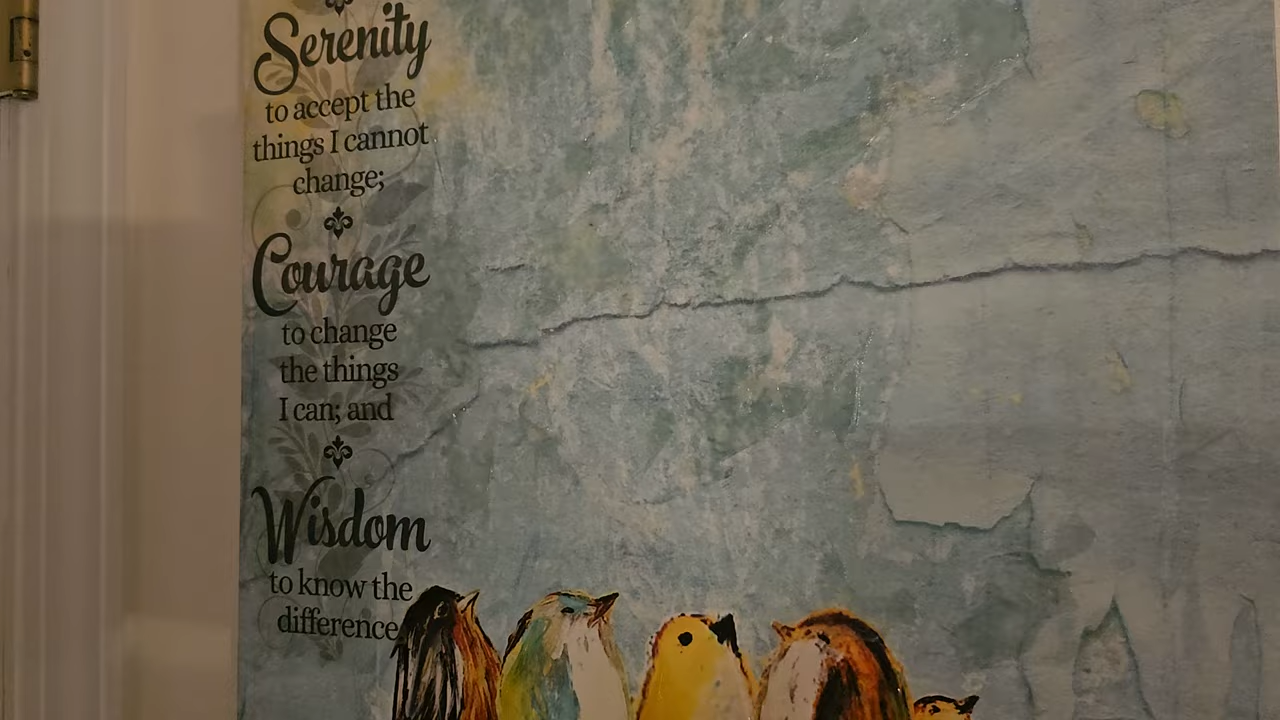 Serenity
to accept the
things I cannot
change;
Courage
to change
the things
I can; and
Wisdom
to know the
difference